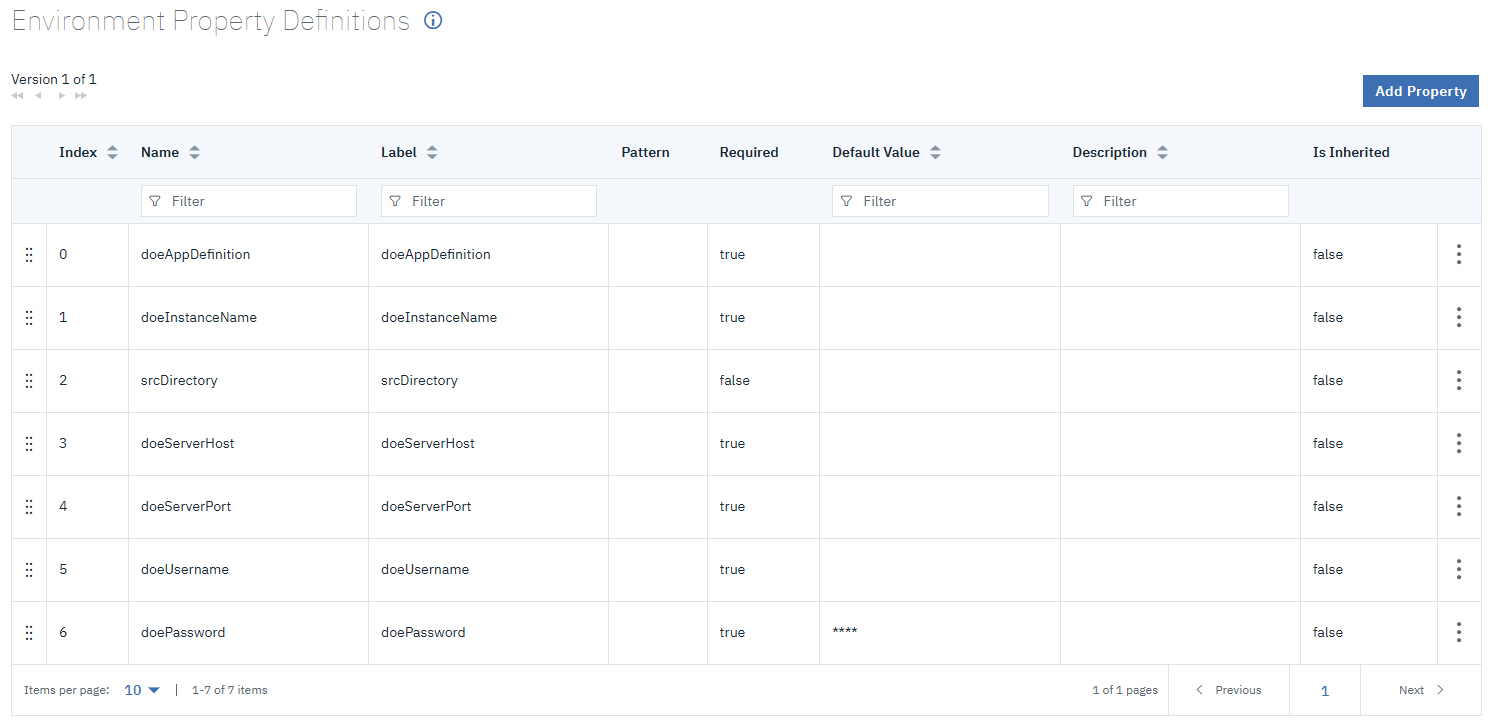 Environment Property Definitions
Version 1 of 1
Add Property
Index Name Label Pattern Required Default Value Description Is Inherited
Filter Filter Filter Filter
0 doeAppDefinition doeAppDefinition true false
1 doeInstanceName doeInstanceName true false
2 srcDirectory srcDirectory false false
3 doeServerHost doeServerHost true false
4 doeServerPort doeServerPort true false
5 doeUsername doeUsername true false
6 doePassword doePassword true **** false
Items per page: 10 | 1-7 of 7 items 1 of 1 pages Previous 1 Next